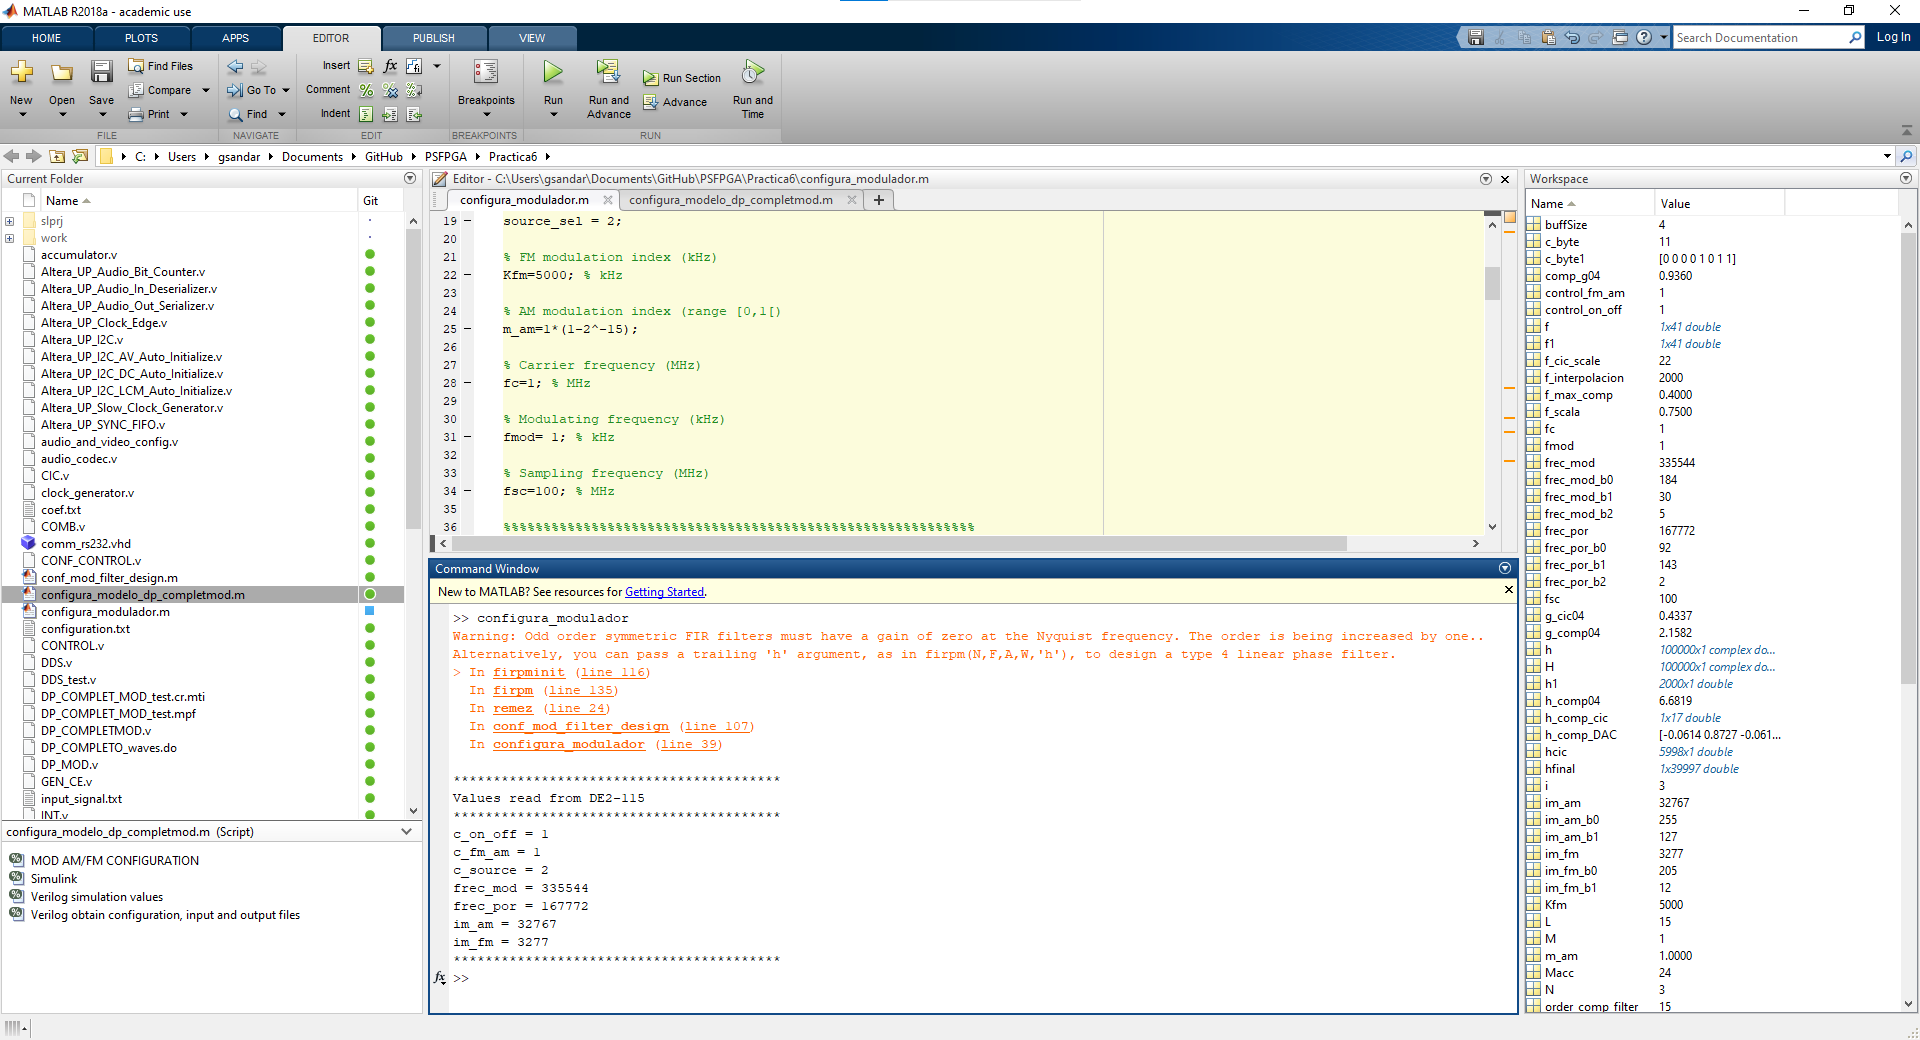 MATLAB R2018a - academic use
HOME
PLOTS
APPS
EDITOR
PUBLISH
VIEW
Search Documentation
Log In
New
Open
Save
Find Files
Compare
Print
FILE
Go To
Find
NAVIGATE
Insert
Comment
Indent
EDIT
Breakpoints
BREAKPOINTS
Run
Run and Advance
Run Section
Advance
Run and Time
RUN
C: Users gsandar Documents GitHub PSFPGA Practica6
Current Folder
Name Git
slprj
work
accumulator.v
Altera_UP_Audio_Bit_Counter.v
Altera_UP_Audio_In_Deserializer.v
Altera_UP_Audio_Out_Serializer.v
Altera_UP_Clock_Edge.v
Altera_UP_I2C.v
Altera_UP_I2C_AV_Auto_Initialize.v
Altera_UP_I2C_DC_Auto_Initialize.v
Altera_UP_I2C_LCM_Auto_Initialize.v
Altera_UP_Slow_Clock_Generator.v
Altera_UP_SYNC_FIFO.v
audio_and_video_config.v
audio_codec.v
CIC.v
clock_generator.v
coef.txt
COMB.v
comm_rs232.vhd
CONF_CONTROL.v
conf_mod_filter_design.m
configura_modelo_dp_completmod.m
configura_modulador.m
configuration.txt
CONTROL.v
DDS.v
DDS_test.v
DP_COMPLET_MOD_test.cr.mti
DP_COMPLET_MOD_test.mpf
DP_COMPLETMOD.v
DP_COMPLETO_waves.do
DP_MOD.v
GEN_CE.v
input_signal.txt
INT.v
configura_modelo_dp_completmod.m (Script)
MOD AM/FM CONFIGURATION
Simulink
Verilog simulation values
Verilog obtain configuration, input and output files
Editor - C:\Users\gsandar\Documents\GitHub\PSFPGA\Practica6\configura_modulador.m
configura_modulador.m
configura_modelo_dp_completmod.m
19 – source_sel = 2;
20
21 % FM modulation index (kHz)
22 – Kfm=5000; % kHz
23
24 % AM modulation index (range [0,1[)
25 – m_am=1*(1-2^-15);
26
27 % Carrier frequency (MHz)
28 – fc=1; % MHz
29
30 % Modulating frequency (kHz)
31 – fmod= 1; % kHz
32
33 % Sampling frequency (MHz)
34 – fsc=100; % MHz
35
36 %%%%%%%%%%%%%%%%%%%%%%%%%%%%%%%%%%%%%%%%%%%%%%%%%%%%%%%%%%%
Command Window
New to MATLAB? See resources for Getting Started.
>> configura_modulador
Warning: Odd order symmetric FIR filters must have a gain of zero at the Nyquist frequency. The order is being increased by one..
Alternatively, you can pass a trailing 'h' argument, as in firpm(N,F,A,W,'h'), to design a type 4 linear phase filter.
> In firpminit (line 116)
In firpm (line 135)
In remez (line 24)
In conf_mod_filter_design (line 107)
In configura_modulador (line 39)
*****************************************
Values read from DE2-115
*****************************************
c_on_off = 1
c_fm_am = 1
c_source = 2
frec_mod = 335544
frec_por = 167772
im_am = 32767
im_fm = 3277
*****************************************
fx >>
Workspace
Name Value
buffSize 4
c_byte 11
c_byte1 [0 0 0 0 1 0 1 1]
comp_g04 0.9360
control_fm_am 1
control_on_off 1
f 1x41 double
f1 1x41 double
f_cic_scale 22
f_interpolacion 2000
f_max_comp 0.4000
f_scala 0.7500
fc 1
fmod 1
frec_mod 335544
frec_mod_b0 184
frec_mod_b1 30
frec_mod_b2 5
frec_por 167772
frec_por_b0 92
frec_por_b1 143
frec_por_b2 2
fsc 100
g_cic04 0.4337
g_comp04 2.1582
h 100000x1 complex do...
H 100000x1 complex do...
h1 2000x1 double
h_comp04 6.6819
h_comp_cic 1x17 double
h_comp_DAC [-0.0614 0.8727 -0.061...
hcic 5998x1 double
hfinal 1x39997 double
i 3
im_am 32767
im_am_b0 255
im_am_b1 127
im_fm 3277
im_fm_b0 205
im_fm_b1 12
Kfm 5000
L 15
M 1
m_am 1.0000
Macc 24
N 3
order_comp_filter 15